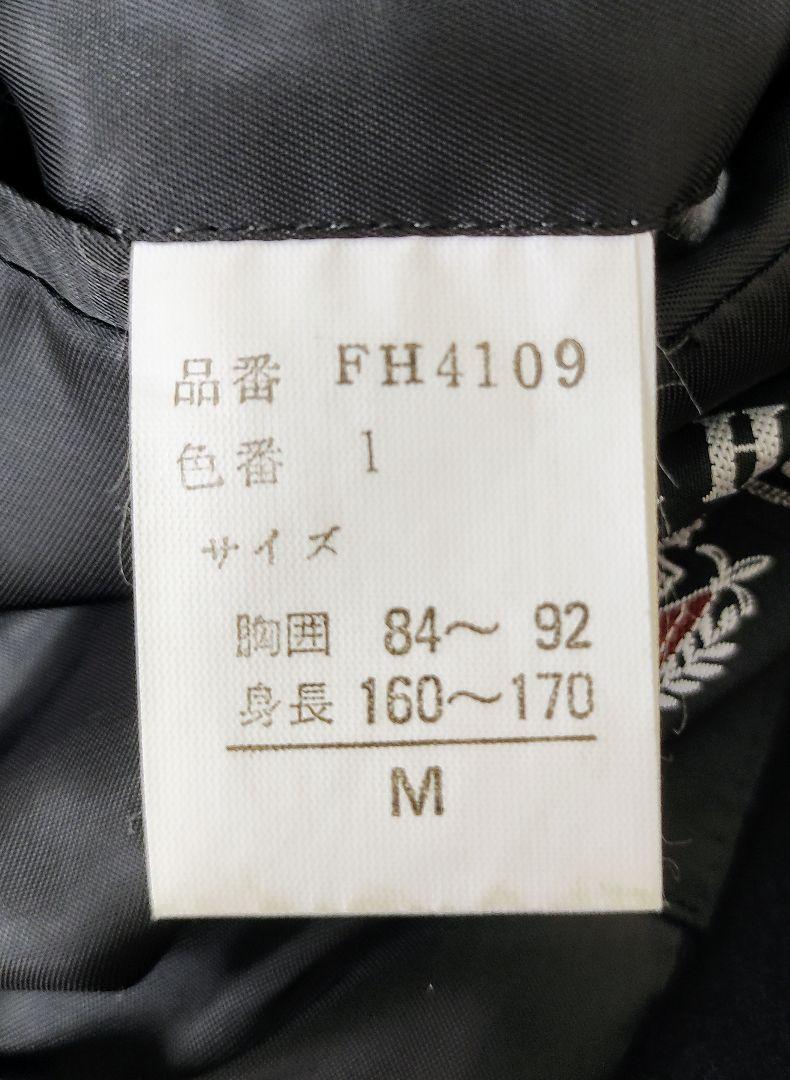 品番 FH4109
色番 1
サイズ
胸囲 84～ 92
身長 160～170
M